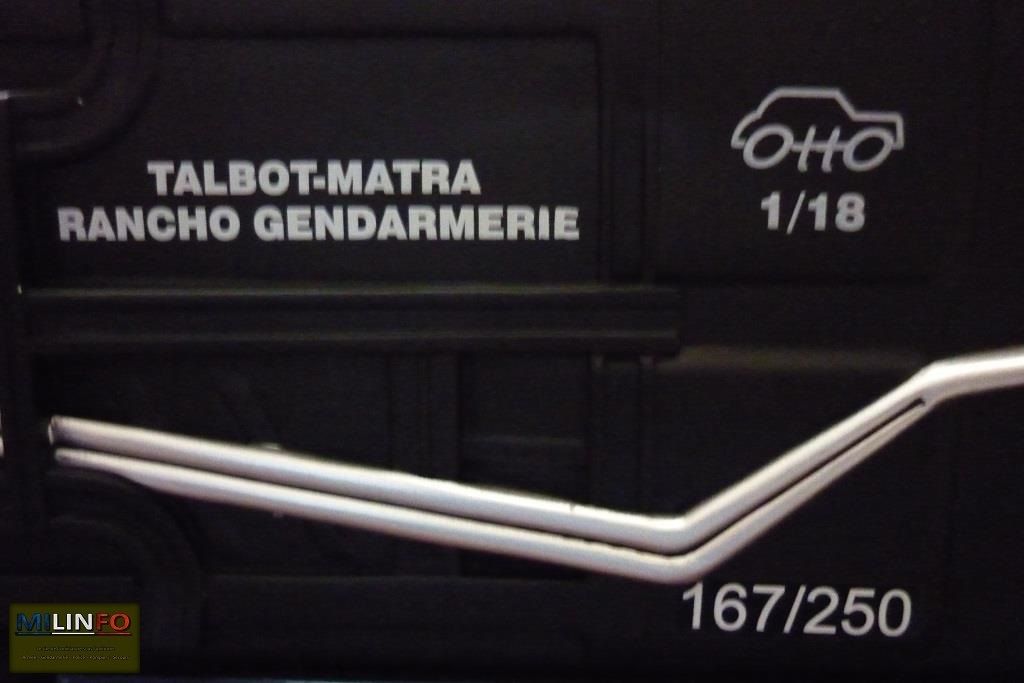 TALBOT-MATRA
RANCHO GENDARMERIE
OTTO
1/18
167/250
MILINFO